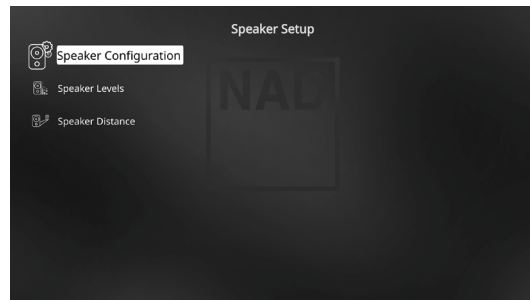 Speaker Setup
Speaker Configuration
NAD
Speaker Levels
Speaker Distance